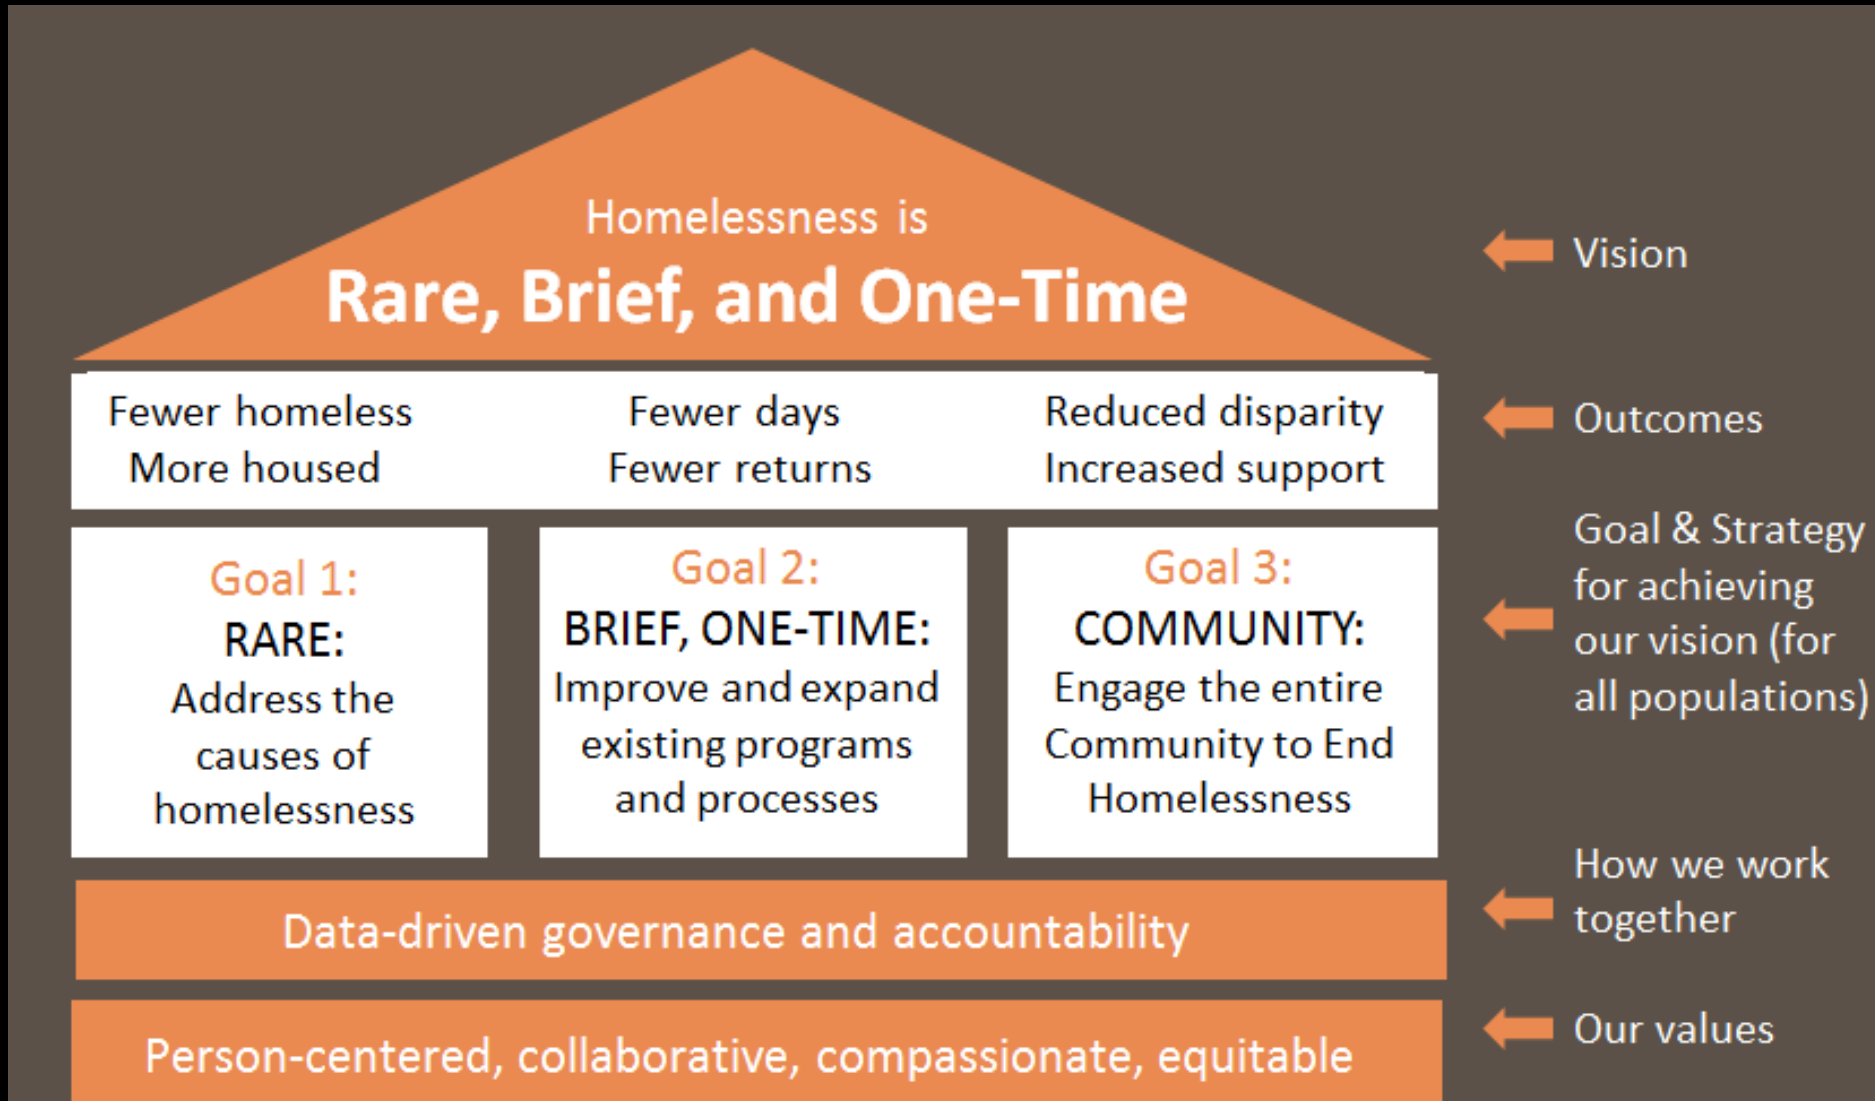 Homelessness is
Rare, Brief, and One-Time
Vision
Fewer homeless
More housed
Fewer days
Fewer returns
Reduced disparity
Increased support
Outcomes
Goal 1:
RARE:
Address the
causes of
homelessness
Goal 2:
BRIEF, ONE-TIME:
Improve and expand
existing programs
and processes
Goal 3:
COMMUNITY:
Engage the entire
Community to End
Homelessness
Goal & Strategy
for achieving
our vision (for
all populations)
Data-driven governance and accountability
How we work
together
Person-centered, collaborative, compassionate, equitable
Our values